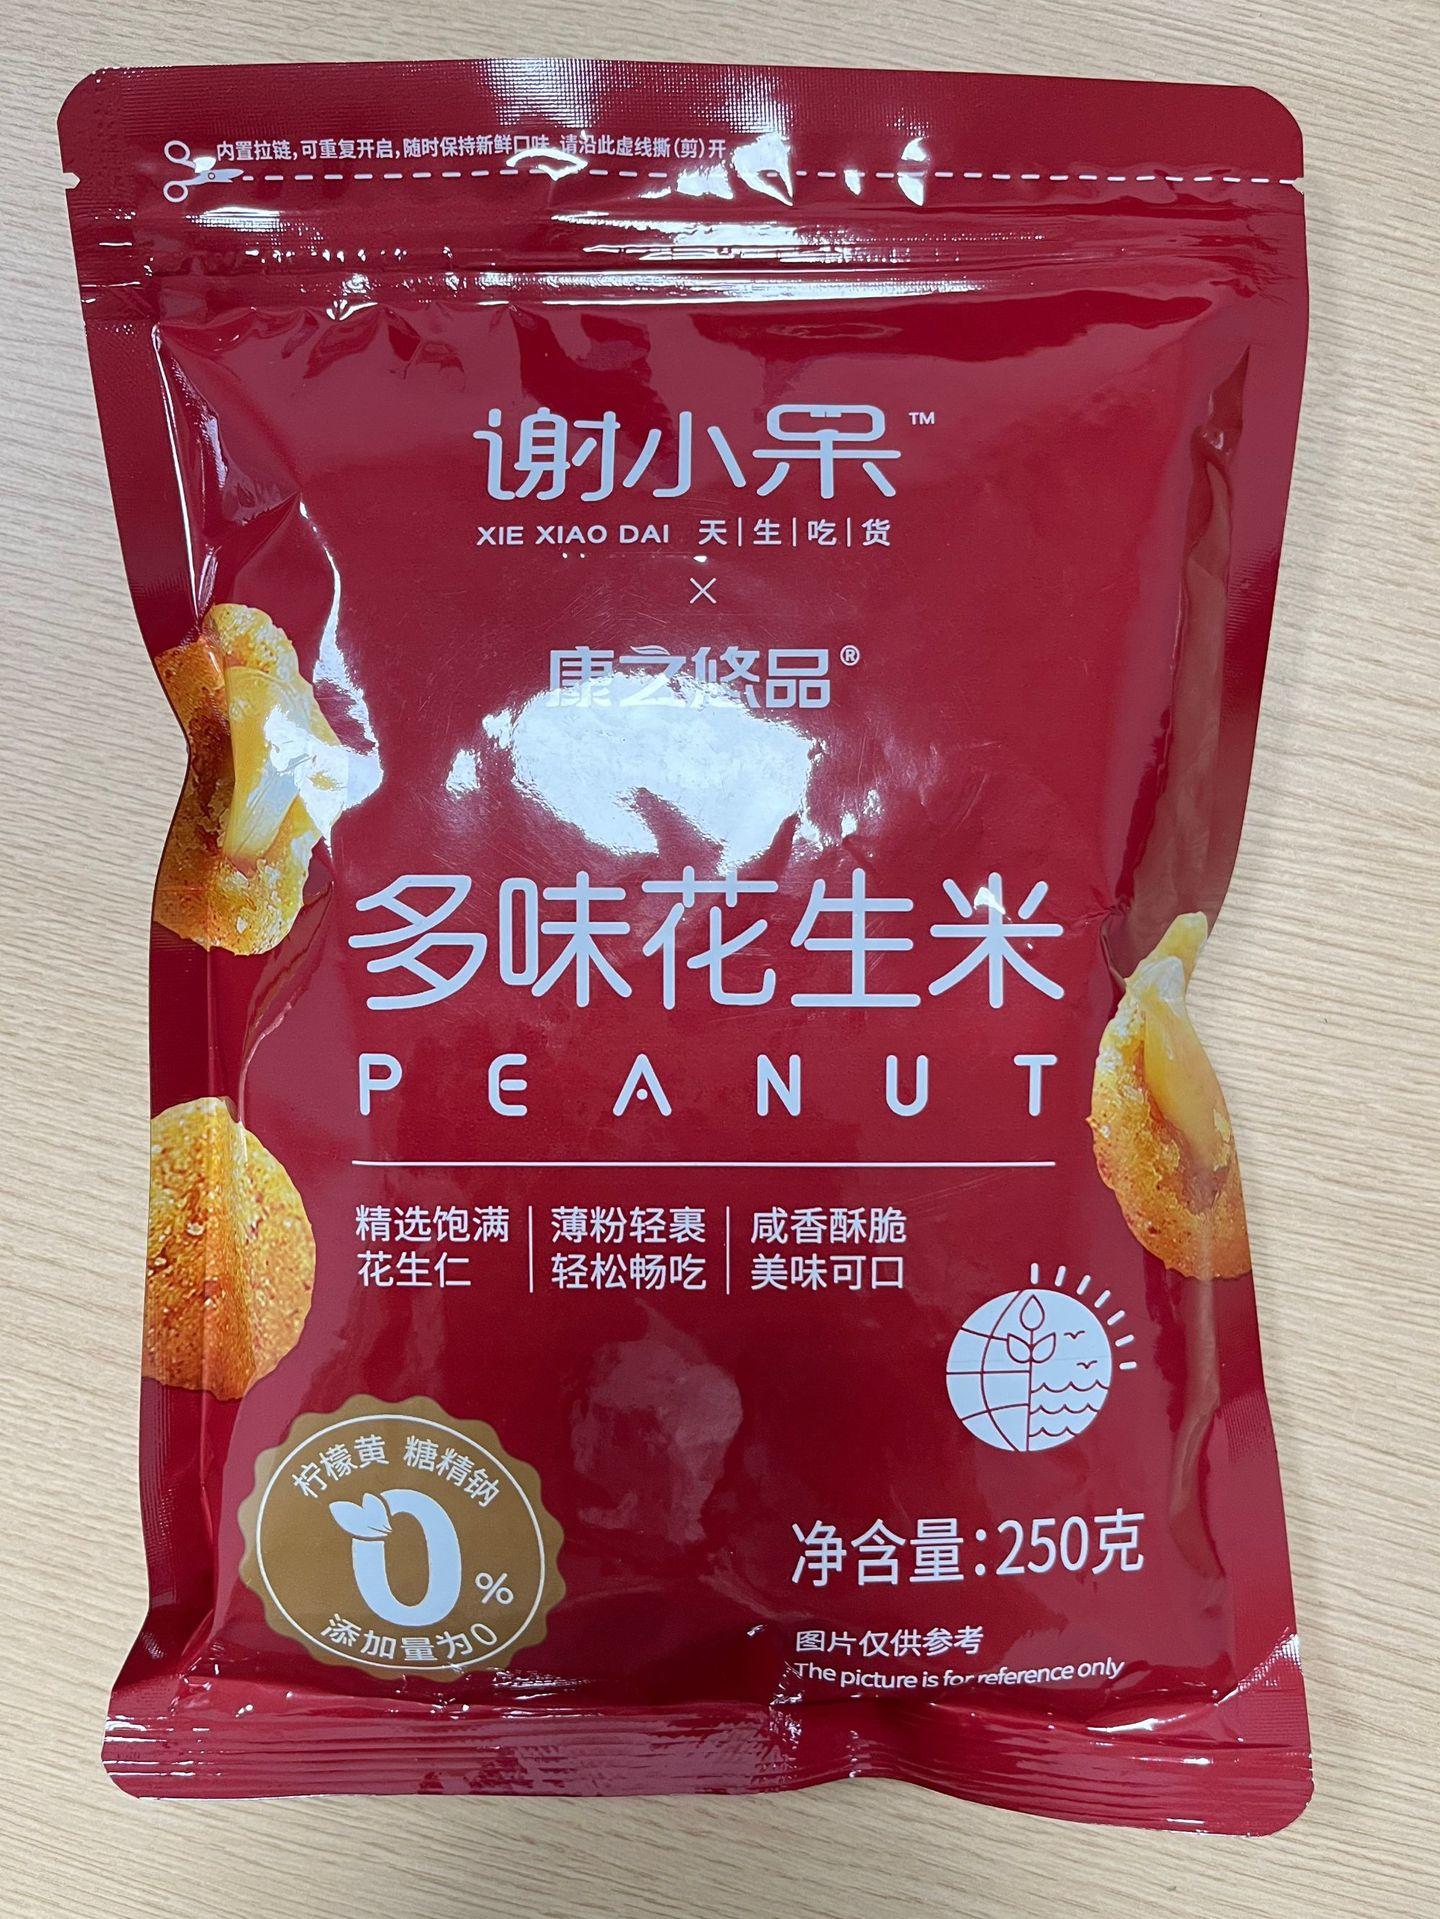 内置拉链,可重复开启,随时保持新鲜口味 请沿此虚线撕(剪)开
谢小呆™
XIE XIAO DAI 天|生|吃|货
×
康之悠品®
多味花生米
PEANUT
精选饱满 | 薄粉轻裹 | 咸香酥脆
花生仁 | 轻松畅吃 | 美味可口
柠檬黄 糖精钠
0%
添加量为0
净含量:250克
图片仅供参考
The picture is for reference only